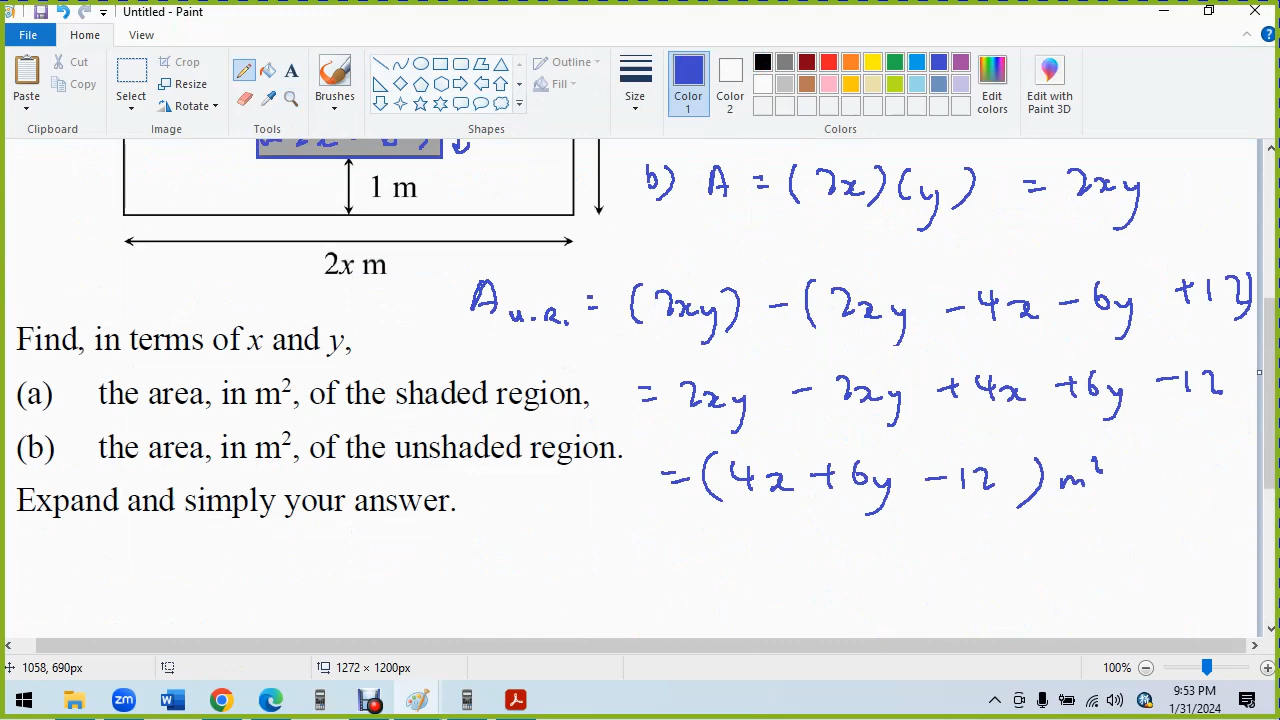 Untitled - Paint
File Home View
Paste
Cut
Copy
Clipboard
Select
Crop
Resize
Rotate
Image
A
Tools
Brushes
Outline
Fill
Shapes
Size
Color 1
Color 2
Edit colors
Edit with Paint 3D
Colors
1 m
2x m
b) A = (2x)(y) = 2xy
A u.R. = (2xy) - (2xy - 4x - 6y + 12)
= 2xy - 2xy + 4x + 6y - 12
= (4x + 6y - 12) m²
Find, in terms of x and y,
(a) the area, in m², of the shaded region,
(b) the area, in m², of the unshaded region.
Expand and simply your answer.
1058, 690px
1272 × 1200px
100%
zm
W
9:53 PM
1/31/2024